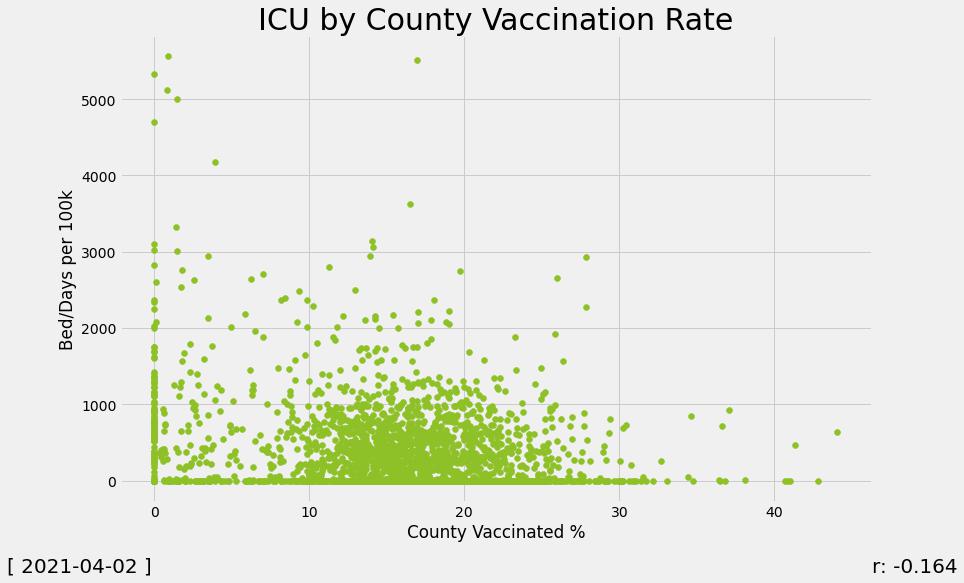 ICU by County Vaccination Rate
5000
4000
3000
2000
1000
0
Bed/Days per 100k
0 10 20 30 40
County Vaccinated %
[ 2021-04-02 ]
r: -0.164